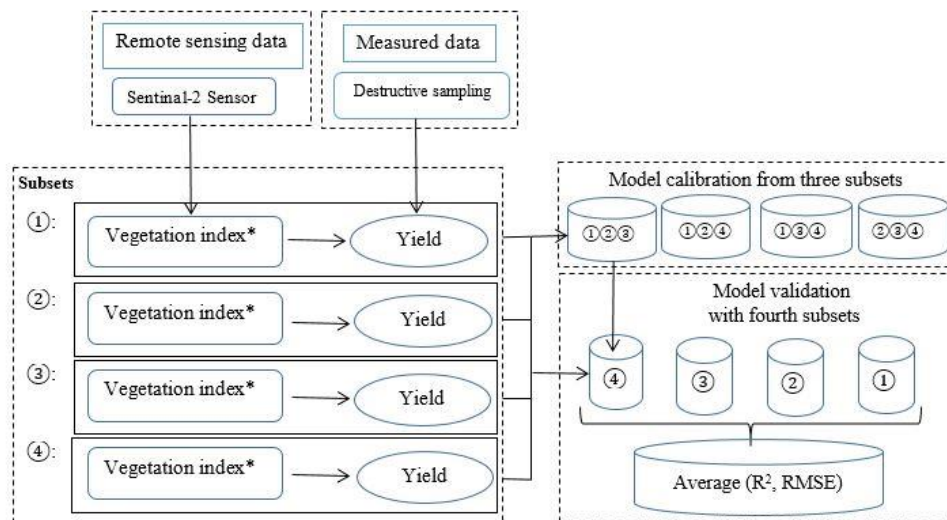 Remote sensing data
Sentinal-2 Sensor
Measured data
Destructive sampling
Subsets
①:
Vegetation index*
Yield
②:
Vegetation index*
Yield
③:
Vegetation index*
Yield
④:
Vegetation index*
Yield
Model calibration from three subsets
①②③
①②④
①③④
②③④
Model validation
with fourth subsets
④
③
②
①
Average (R², RMSE)